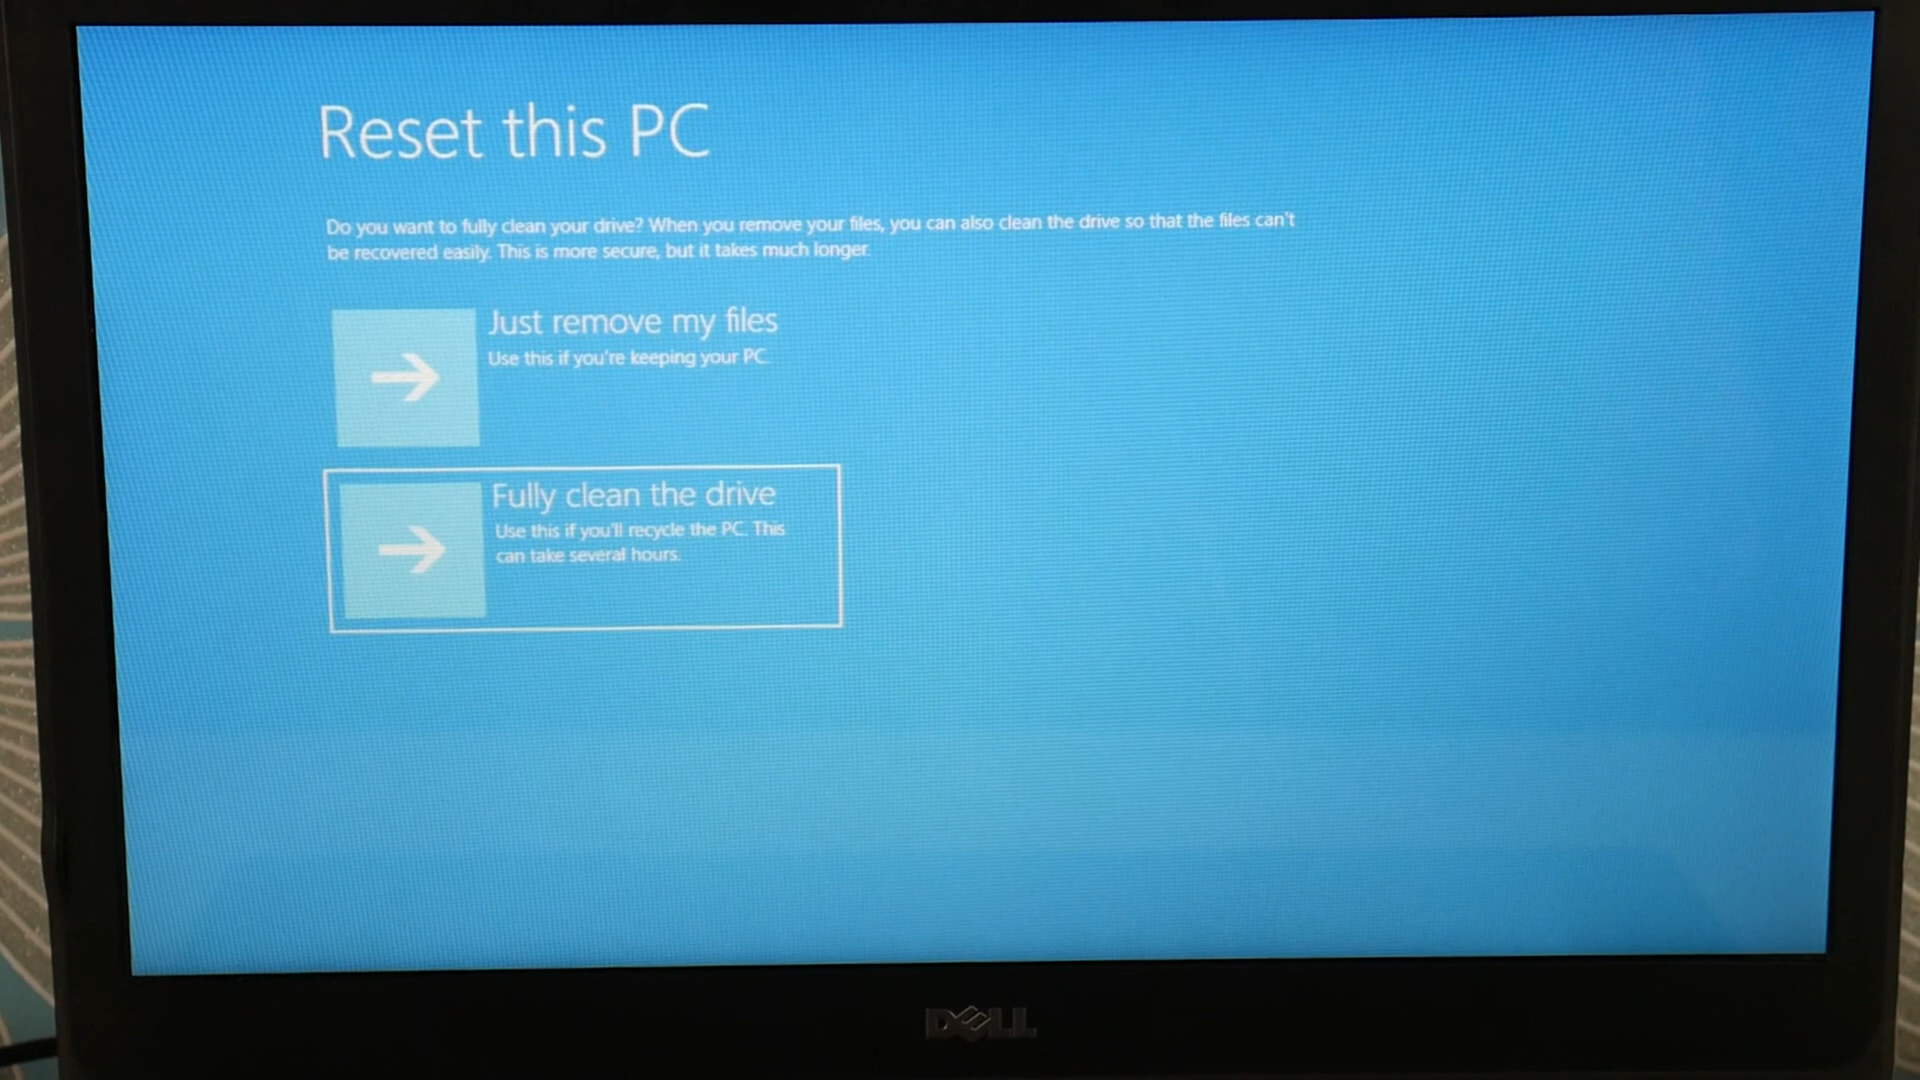 Reset this PC
Do you want to fully clean your drive? When you remove your files, you can also clean the drive so that the files can't
be recovered easily. This is more secure, but it takes much longer.
Just remove my files
Use this if you're keeping your PC.
Fully clean the drive
Use this if you'll recycle the PC. This
can take several hours.
DELL